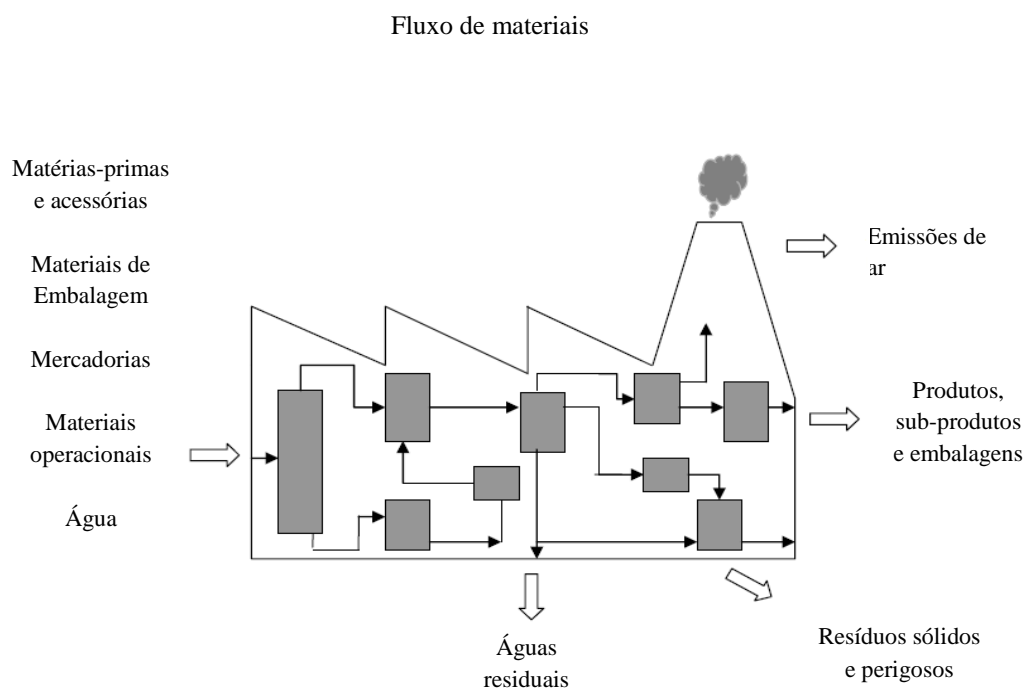 Fluxo de materiais
Matérias-primas
e acessórias
Materiais de
Embalagem
Mercadorias
Materiais
operacionais
Água
Emissões de
ar
Produtos,
sub-produtos
e embalagens
Águas
residuais
Resíduos sólidos
e perigosos